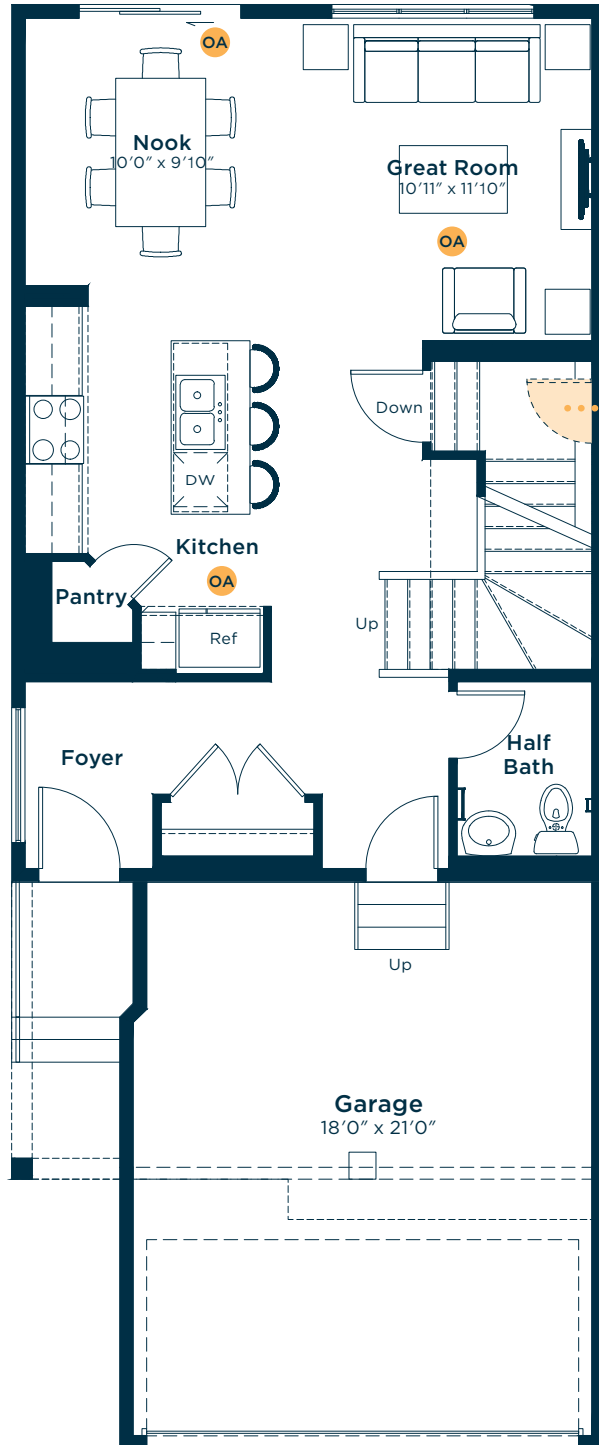 OA
Nook
10'0" x 9'10"
Great Room
10'11" x 11'10"
OA
Down
DW
Kitchen
OA
Pantry
Up
Ref
Foyer
Half
Bath
Up
Garage
18'0" x 21'0"